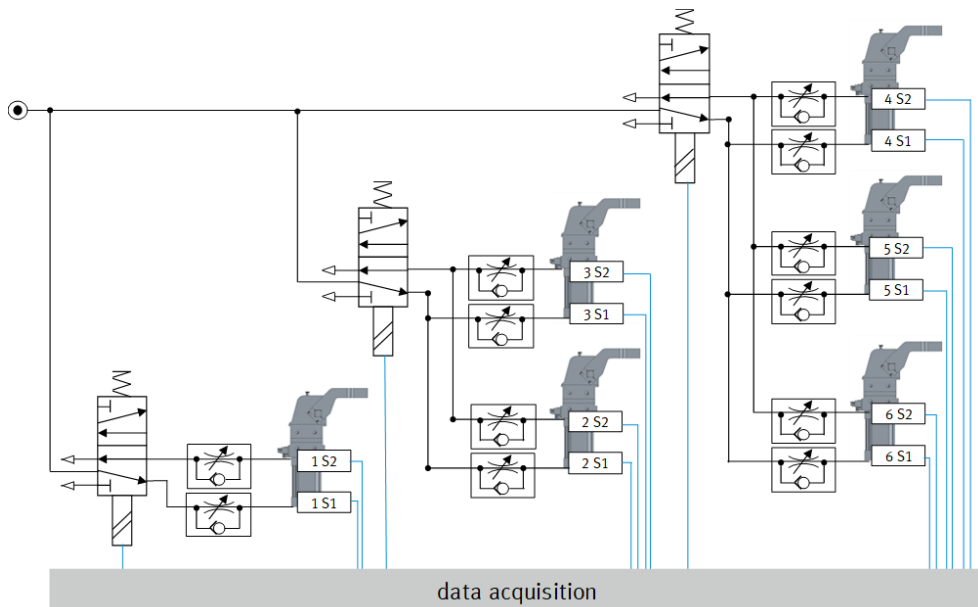 4 S2
4 S1
5 S2
3 S2
5 S1
3 S1
6 S2
2 S2
6 S1
1 S2
2 S1
1 S1
data acquisition